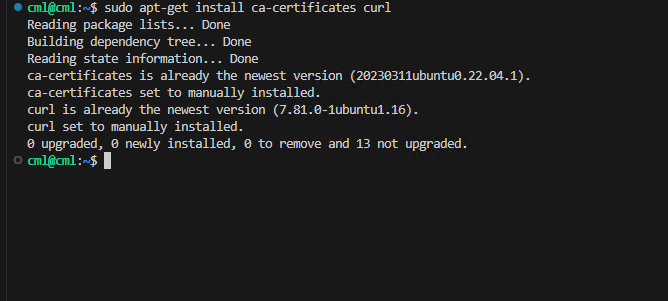 cml@cml:~$ sudo apt-get install ca-certificates curl
Reading package lists... Done
Building dependency tree... Done
Reading state information... Done
ca-certificates is already the newest version (20230311ubuntu0.22.04.1).
ca-certificates set to manually installed.
curl is already the newest version (7.81.0-1ubuntu1.16).
curl set to manually installed.
0 upgraded, 0 newly installed, 0 to remove and 13 not upgraded.
cml@cml:~$